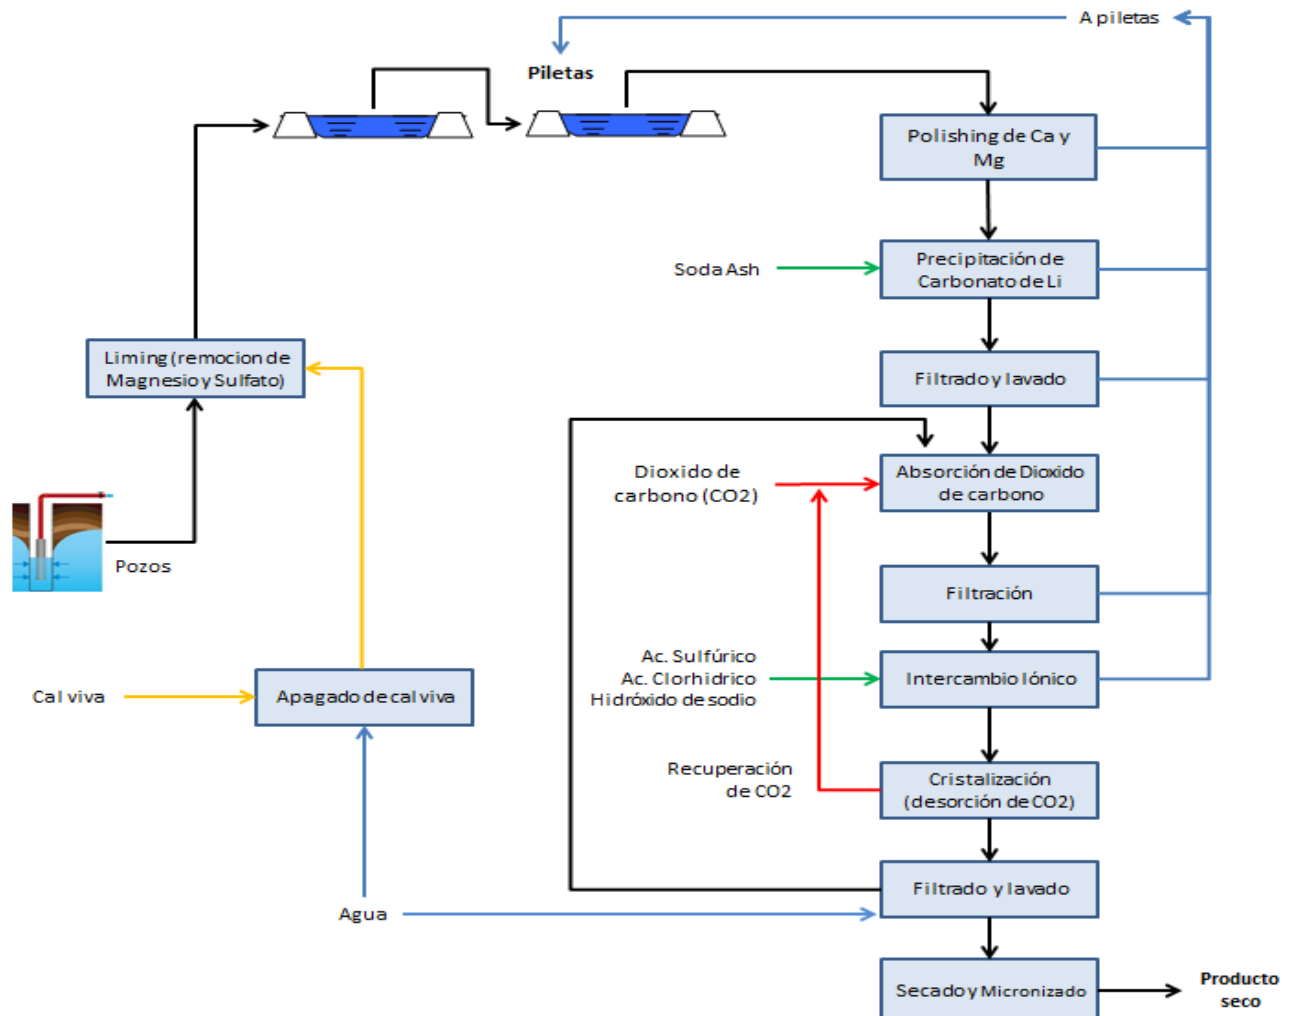 A piletas
Piletas
Polishing de Ca y
Mg
Soda Ash
Precipitación de
Carbonato de Li
Liming (remocion de
Magnesio y Sulfato)
Filtrado y lavado
Dioxido de
carbono (CO2)
Absorción de Dioxido
de carbono
Pozos
Filtración
Ac. Sulfúrico
Ac. Clorhidrico
Hidróxido de sodio
Intercambio Iónico
Cal viva
Apagado de cal viva
Recuperación
de CO2
Cristalización
(desorción de CO2)
Filtrado y lavado
Agua
Secado y Micronizado
Producto
seco